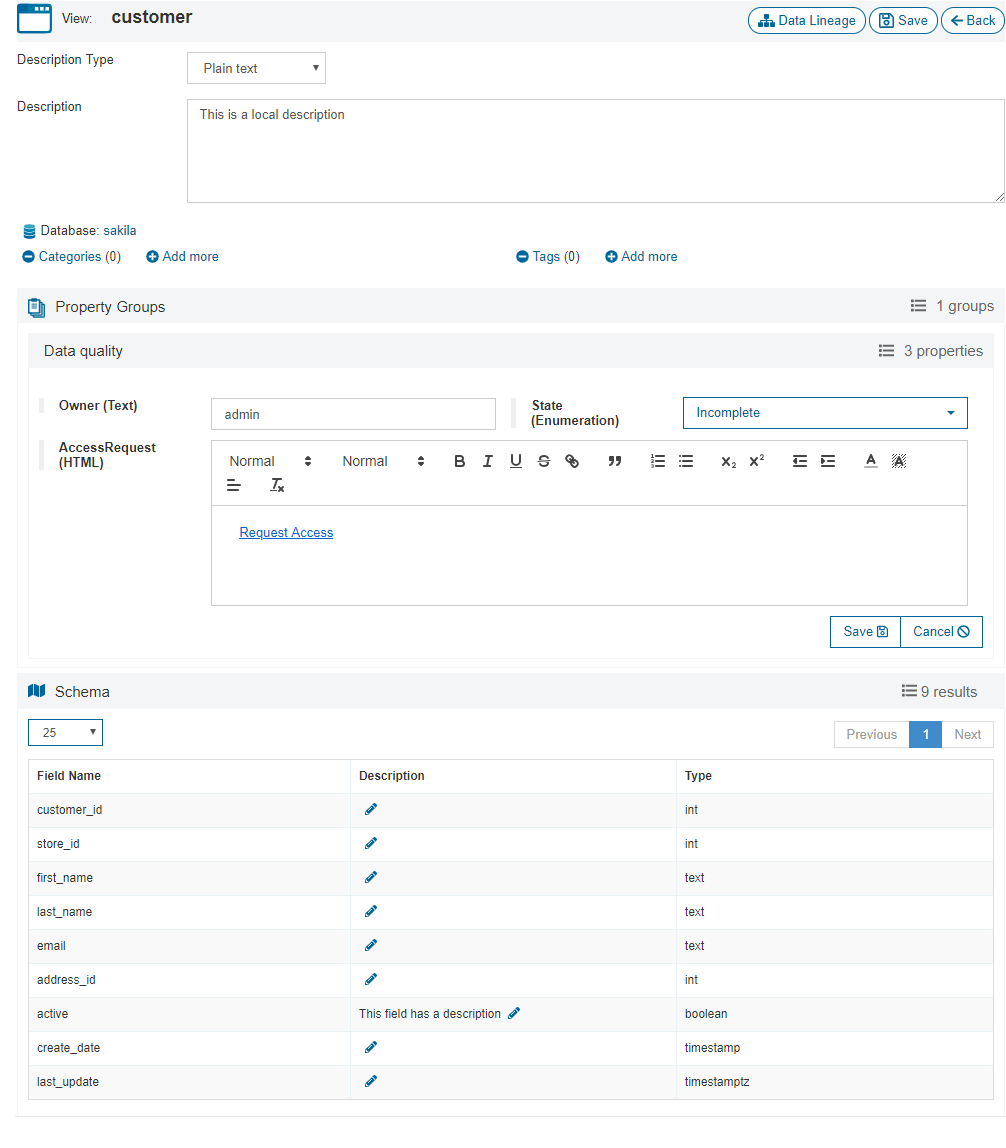 View: customer Data Lineage Save Back
Description Type Plain text
Description This is a local description
Database: sakila
Categories (0) Add more Tags (0) Add more
Property Groups 1 groups
Data quality 3 properties
Owner (Text) admin State (Enumeration) Incomplete
AccessRequest (HTML) Normal Normal B I U S X₂ X² A A
Tx
Request Access
Save Cancel
Schema 9 results
25 Previous 1 Next
Field Name Description Type
customer_id int
store_id int
first_name text
last_name text
email text
address_id int
active This field has a description boolean
create_date timestamp
last_update timestamptz